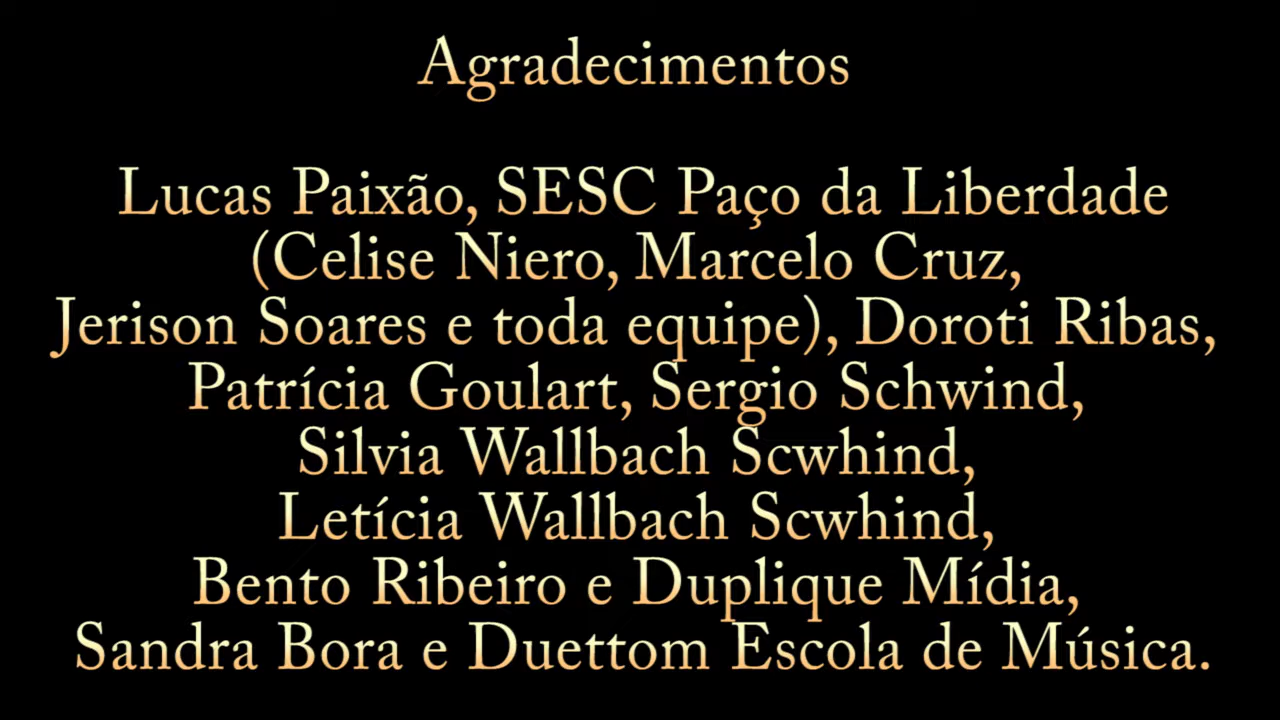 Agradecimentos
Lucas Paixão, SESC Paço da Liberdade
(Celise Niero, Marcelo Cruz,
Jerison Soares e toda equipe), Doroti Ribas,
Patrícia Goulart, Sergio Schwind,
Silvia Wallbach Scwhind,
Letícia Wallbach Scwhind,
Bento Ribeiro e Duplique Mídia,
Sandra Bora e Duettom Escola de Música.